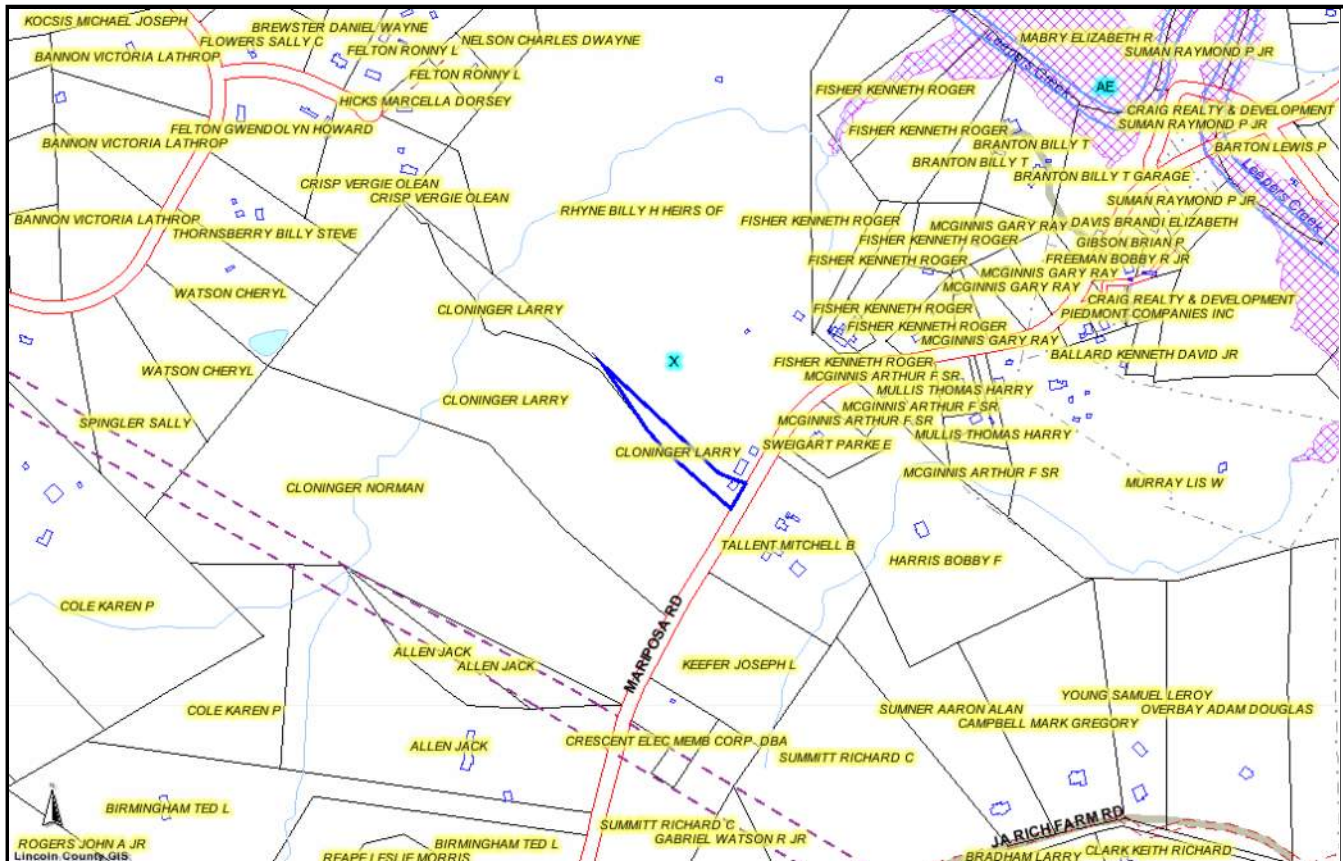 KOCSIS MICHAEL JOSEPH
BREWSTER DANIEL WAYNE
FLOWERS SALLY C
NELSON CHARLES DWAYNE
BANNON VICTORIA LATHROP
FELTON RONNY L
FELTON RONNY L
HICKS MARCELLA DORSEY
FELTON GWENDOLYN HOWARD
BANNON VICTORIA LATHROP
CRISP VERGIE OLEAN
CRISP VERGIE OLEAN
BANNON VICTORIA LATHROP
THORNSBERRY BILLY STEVE
RHYNE BILLY H HEIRS OF
WATSON CHERYL
CLONINGER LARRY
WATSON CHERYL
CLONINGER LARRY
SPINGLER SALLY
CLONINGER LARRY
CLONINGER NORMAN
X
MABRY ELIZABETH R
SUMAN RAYMOND P JR
Leepers Creek
AE
FISHER KENNETH ROGER
CRAIG REALTY & DEVELOPMENT
SUMAN RAYMOND P JR
FISHER KENNETH ROGER
BRANTON BILLY T
BARTON LEWIS P
BRANTON BILLY T
BRANTON BILLY T GARAGE
Leepers Creek
SUMAN RAYMOND P JR
FISHER KENNETH ROGER
MCGINNIS GARY RAY
DAVIS BRANDI ELIZABETH
FISHER KENNETH ROGER
GIBSON BRIAN P
FISHER KENNETH ROGER
FREEMAN BOBBY R JR
MCGINNIS GARY RAY
MCGINNIS GARY RAY
CRAIG REALTY & DEVELOPMENT
FISHER KENNETH ROGER
PIEDMONT COMPANIES INC
FISHER KENNETH ROGER
MCGINNIS GARY RAY
BALLARD KENNETH DAVID JR
FISHER KENNETH ROGER
MCGINNIS ARTHUR F SR
MULLIS THOMAS HARRY
MCGINNIS ARTHUR F SR
MCGINNIS ARTHUR F SR
MULLIS THOMAS HARRY
SWEIGART PARKE E
MCGINNIS ARTHUR F SR
MURRAY LIS W
TALLENT MITCHELL B
HARRIS BOBBY F
COLE KAREN P
MARIPOSA RD
ALLEN JACK
ALLEN JACK
KEEFER JOSEPH L
COLE KAREN P
YOUNG SAMUEL LEROY
SUMNER AARON ALAN
OVERBAY ADAM DOUGLAS
CAMPBELL MARK GREGORY
ALLEN JACK
CRESCENT ELEC MEMB CORP DBA
SUMMITT RICHARD C
BIRMINGHAM TED L
SUMMITT RICHARD C
GABRIEL WATSON R JR
JA RICH FARM RD
ROGERS JOHN A JR
BIRMINGHAM TED L
CLARK KEITH RICHARD
Lincoln County GIS
REAPE LESLIE MORRIS
BRADHAM LARRY